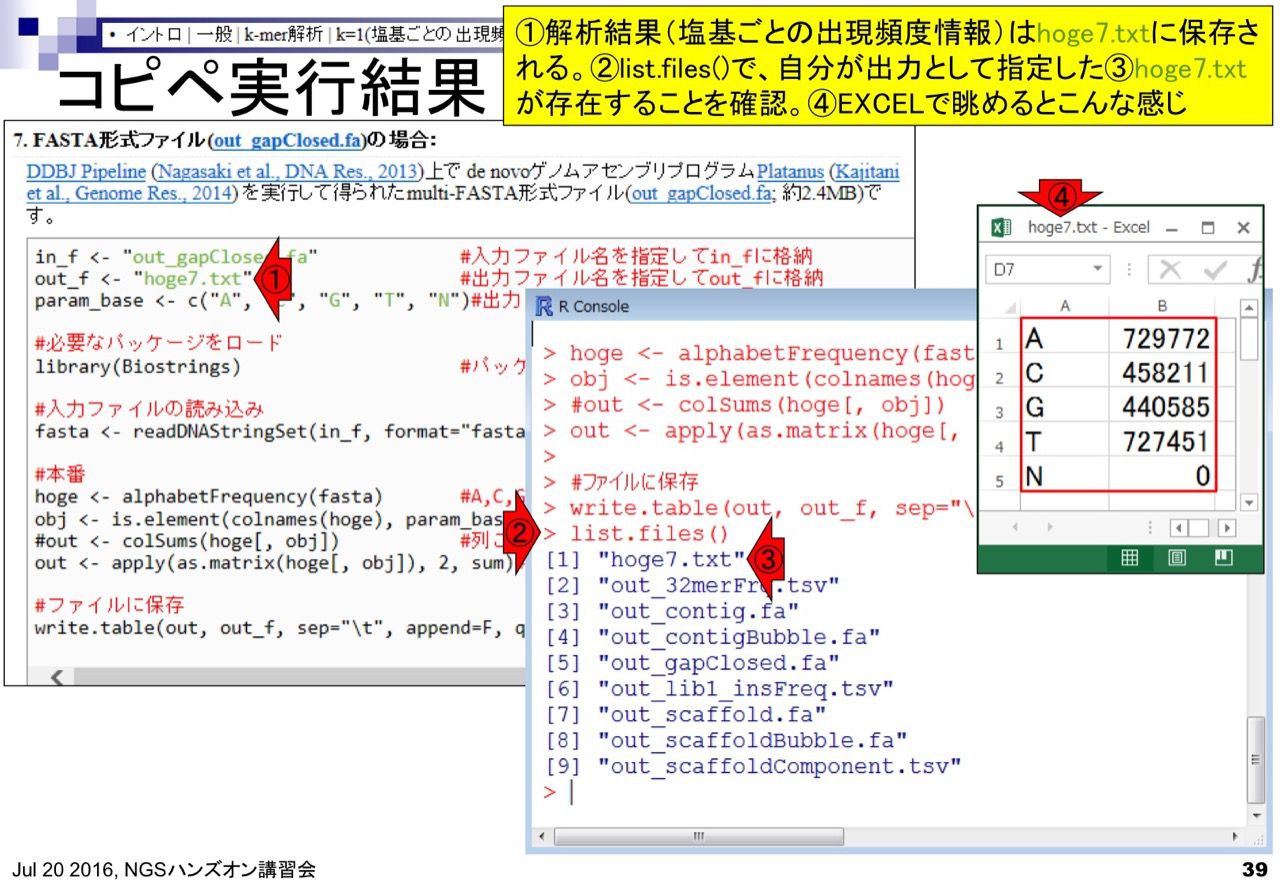 • イントロ | 一般 | k-mer解析 | k=1(塩基ごとの出現頻
コピペ実行結果
①解析結果（塩基ごとの出現頻度情報）はhoge7.txtに保存さ
れる。②list.files()で、自分が出力として指定した③hoge7.txt
が存在することを確認。④EXCELで眺めるとこんな感じ
7. FASTA形式ファイル(out_gapClosed.fa)の場合:
DDBJ Pipeline (Nagasaki et al., DNA Res., 2013)上で de novoゲノムアセンブリプログラムPlatanus (Kajitani
et al., Genome Res., 2014)を実行して得られたmulti-FASTA形式ファイル(out_gapClosed.fa; 約2.4MB)で
す。
in_f <- "out_gapClose fa" #入力ファイル名を指定してin_fに格納
out_f <- "hoge7.txt" #出力ファイル名を指定してout_fに格納
param_base <- c("A", "G", "T", "N")#出力
#必要なパッケージをロード
library(Biostrings) #パック
#入力ファイルの読み込み
fasta <- readDNAStringSet(in_f, format="fasta
#本番
hoge <- alphabetFrequency(fasta) #A,C,G
obj <- is.element(colnames(hoge), param_bas
#out <- colSums(hoge[, obj]) #列ご
out <- apply(as.matrix(hoge[, obj]), 2, sum)
#ファイルに保存
write.table(out, out_f, sep="\t", append=F, q
①
②
R Console
> hoge <- alphabetFrequency(fast
> obj <- is.element(colnames(hog
> #out <- colSums(hoge[, obj])
> out <- apply(as.matrix(hoge[,
>
> #ファイルに保存
> write.table(out, out_f, sep="\
> list.files()
[1] "hoge7.txt"
③
[2] "out_32merFrq.tsv"
[3] "out_contig.fa"
[4] "out_contigBubble.fa"
[5] "out_gapClosed.fa"
[6] "out_lib1_insFreq.tsv"
[7] "out_scaffold.fa"
[8] "out_scaffoldBubble.fa"
[9] "out_scaffoldComponent.tsv"
>
④
hoge7.txt - Excel
D7
A B
1 A 729772
2 C 458211
3 G 440585
4 T 727451
5 N 0
Jul 20 2016, NGSハンズオン講習会
39